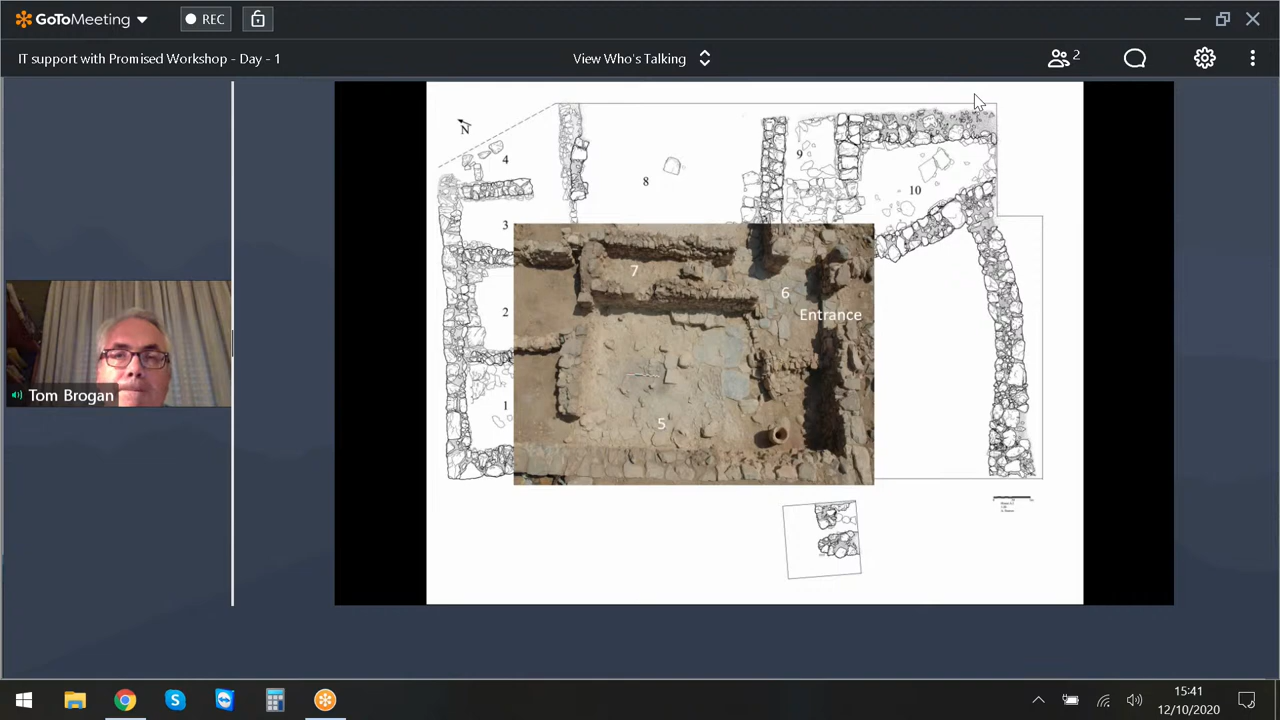 GoToMeeting
REC
IT support with Promised Workshop - Day - 1
View Who's Talking
2
N
4
8
9
10
3
7
6
Entrance
2
1
5
Tom Brogan
15:41
12/10/2020